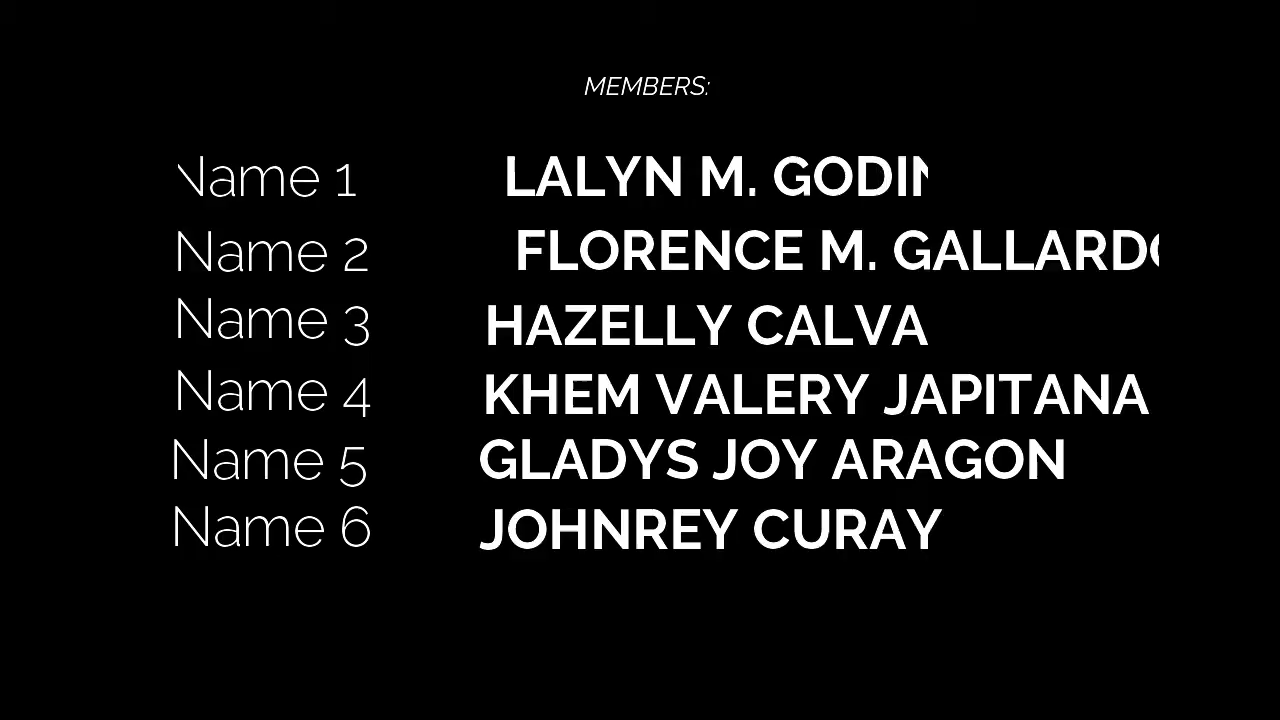 MEMBERS:
Name 1 LALYN M. GODIN
Name 2 FLORENCE M. GALLARDO
Name 3 HAZELLY CALVA
Name 4 KHEM VALERY JAPITANA
Name 5 GLADYS JOY ARAGON
Name 6 JOHNREY CURAY